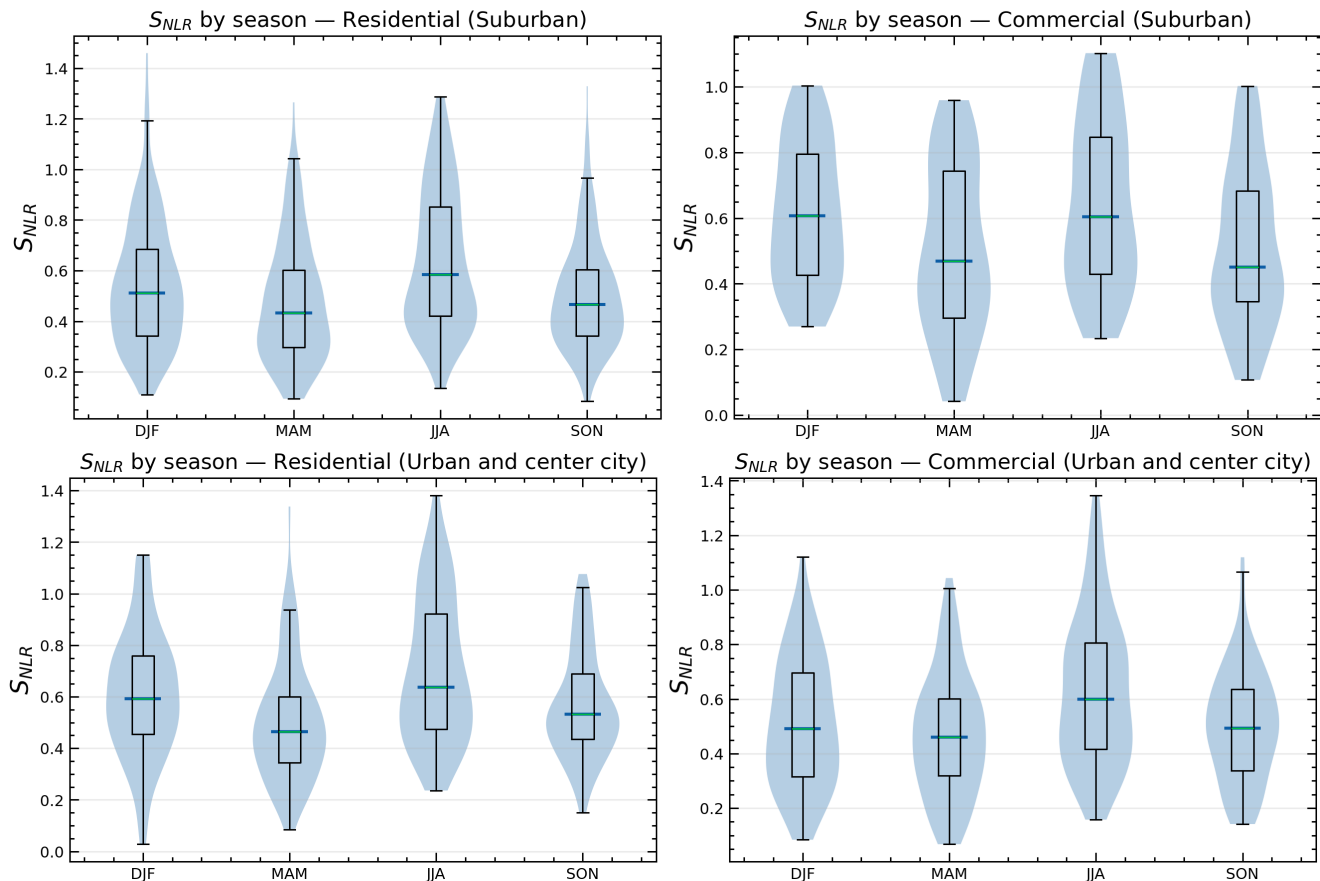 S_NLR by season — Residential (Suburban)
S_NLR
1.4
1.2
1.0
0.8
0.6
0.4
0.2
DJF MAM JJA SON
S_NLR by season — Commercial (Suburban)
S_NLR
1.0
0.8
0.6
0.4
0.2
0.0
DJF MAM JJA SON
S_NLR by season — Residential (Urban and center city)
S_NLR
1.4
1.2
1.0
0.8
0.6
0.4
0.2
0.0
DJF MAM JJA SON
S_NLR by season — Commercial (Urban and center city)
S_NLR
1.4
1.2
1.0
0.8
0.6
0.4
0.2
DJF MAM JJA SON